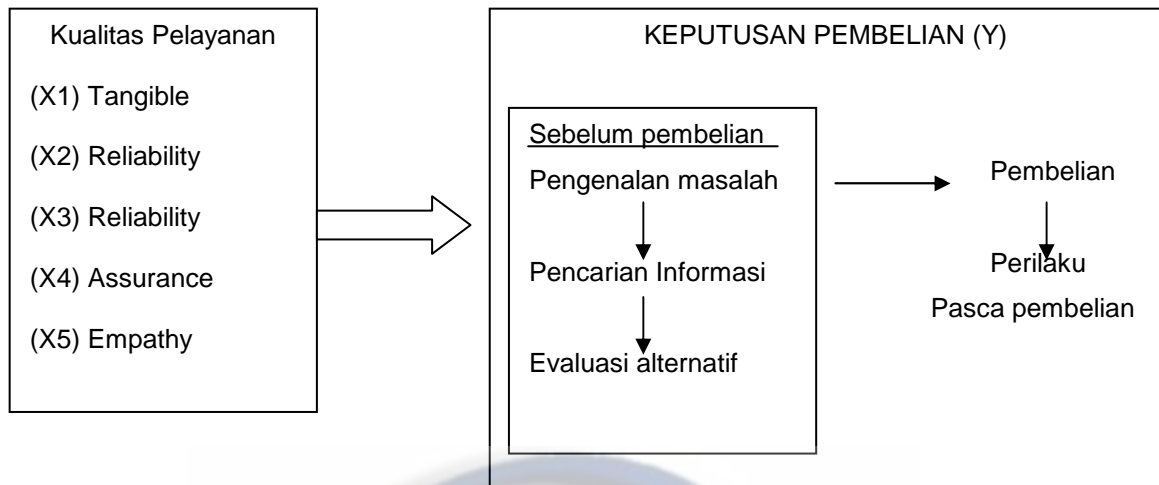 Kualitas Pelayanan
(X1) Tangible
(X2) Reliability
(X3) Reliability
(X4) Assurance
(X5) Empathy
KEPUTUSAN PEMBELIAN (Y)
Sebelum pembelian
Pengenalan masalah
Pencarian Informasi
Evaluasi alternatif
Pembelian
Perilaku
Pasca pembelian